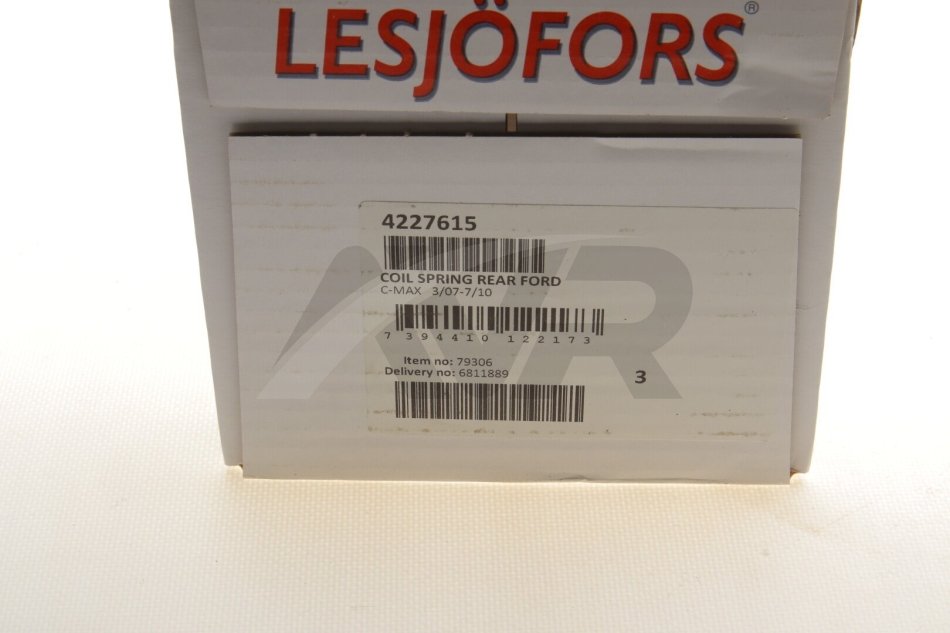 LESJÖFORS®
4227615
COIL SPRING REAR FORD
C-MAX 3/07-7/10
7 394410 122173
Item no: 79306
Delivery no: 6811889
3